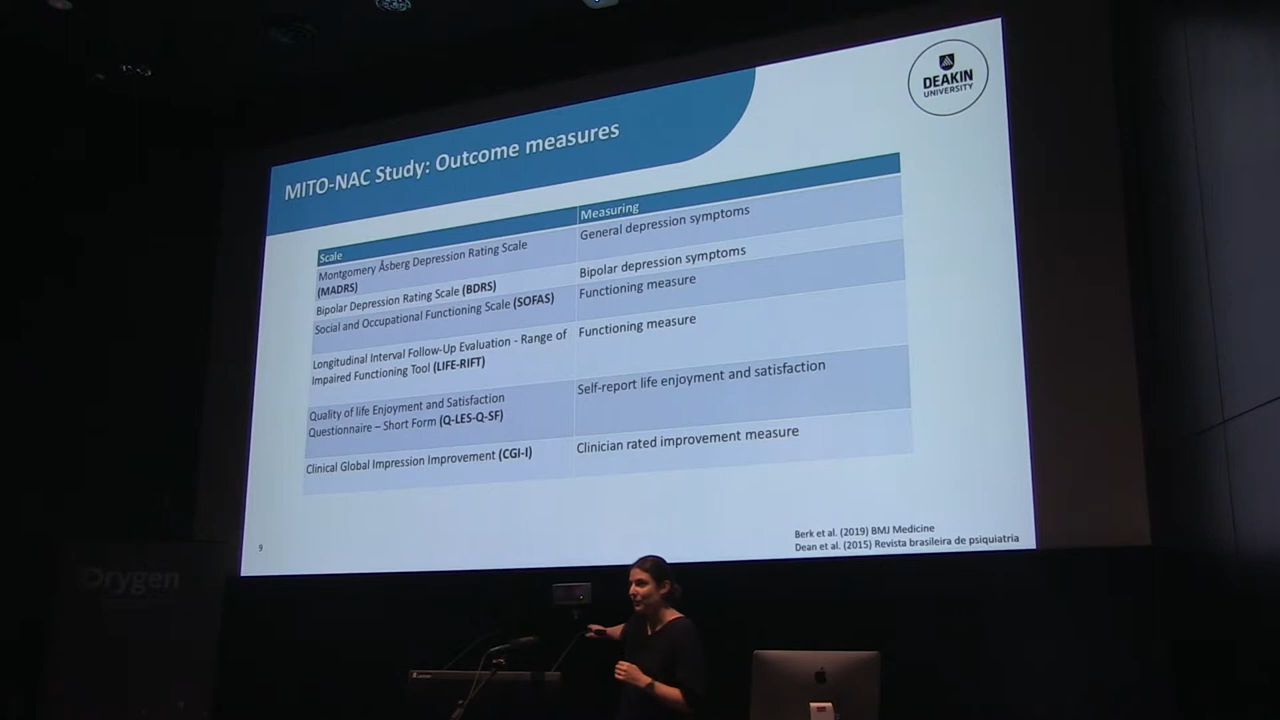 DEAKIN
UNIVERSITY
MITO-NAC Study: Outcome measures
Scale
Measuring
Montgomery Åsberg Depression Rating Scale
(MADRS)
General depression symptoms
Bipolar Depression Rating Scale (BDRS)
Bipolar depression symptoms
Social and Occupational Functioning Scale (SOFAS)
Functioning measure
Longitudinal Interval Follow-Up Evaluation - Range of
Impaired Functioning Tool (LIFE-RIFT)
Functioning measure
Quality of life Enjoyment and Satisfaction
Questionnaire – Short Form (Q-LES-Q-SF)
Self-report life enjoyment and satisfaction
Clinical Global Impression Improvement (CGI-I)
Clinician rated improvement measure
9
Berk et al. (2019) BMJ Medicine
Dean et al. (2015) Revista brasileira de psiquiatria
Orygen